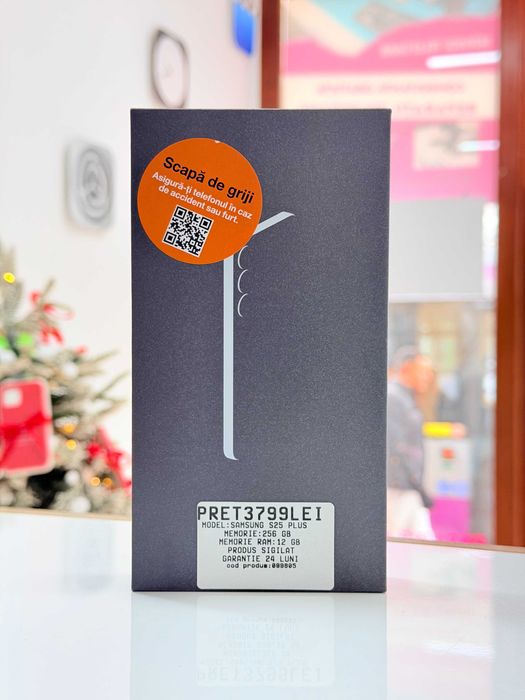 Scapă de griji
Asigură-ți telefonul în caz
de accident sau furt.
PRET3799LEI
MODEL:SAMSUNG S25 PLUS
MEMORIE:256 GB
MEMORIE RAM:12 GB
PRODUS SIGILAT
GARANTIE 24 LUNI
cod produs:099805